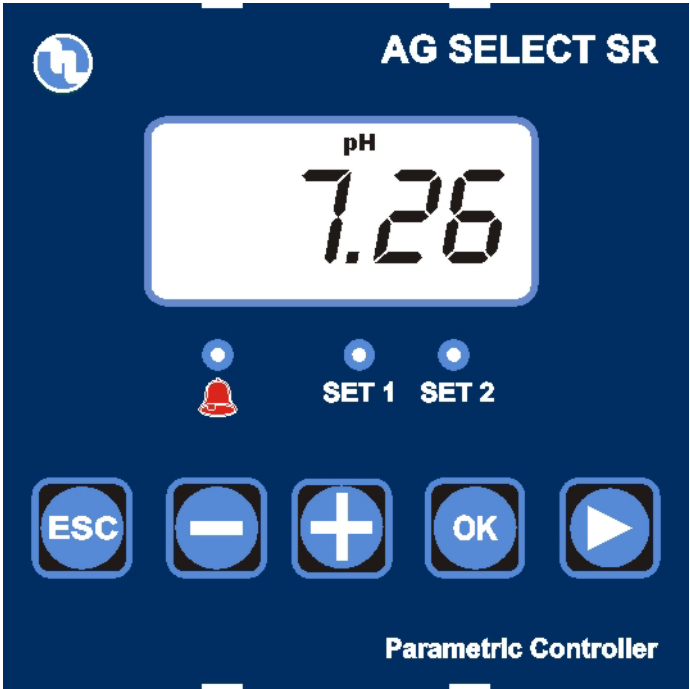 AG SELECT SR
pH
7.26
SET 1 SET 2
ESC OK
Parametric Controller